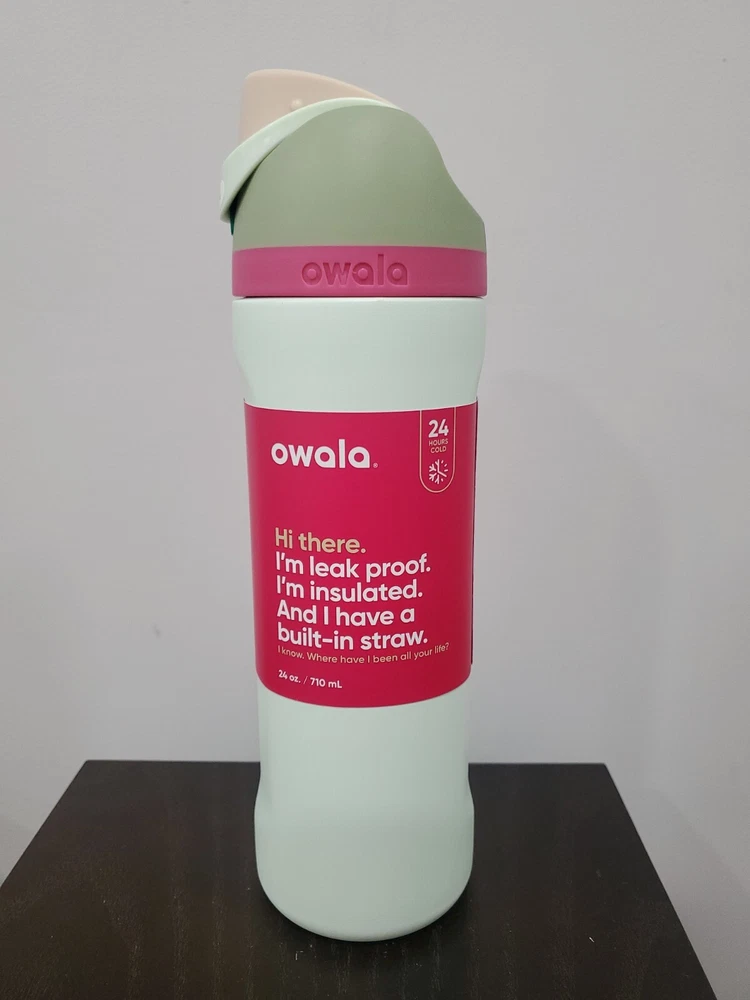 owala
owala®
24
HOURS
COLD
Hi there.
I'm leak proof.
I'm insulated.
And I have a
built-in straw.
I know. Where have I been all your life?
24 oz. / 710 mL